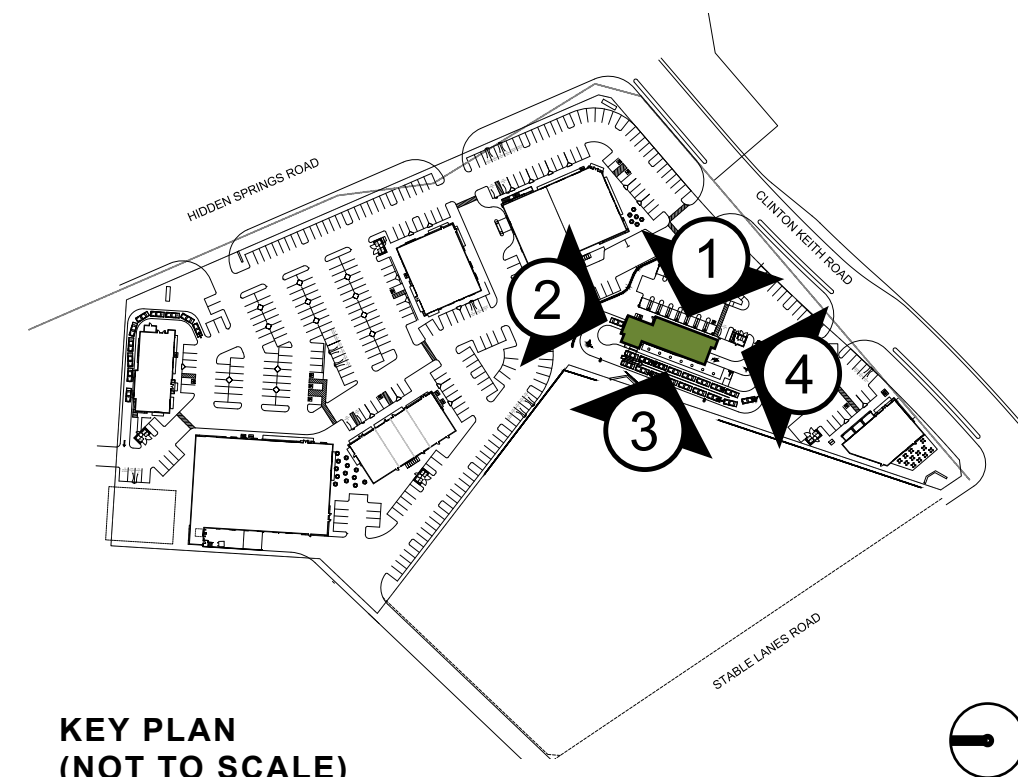 HIDDEN SPRINGS ROAD
CLINTON KEITH ROAD
1
2
4
3
STABLE LANES ROAD
KEY PLAN
(NOT TO SCALE)